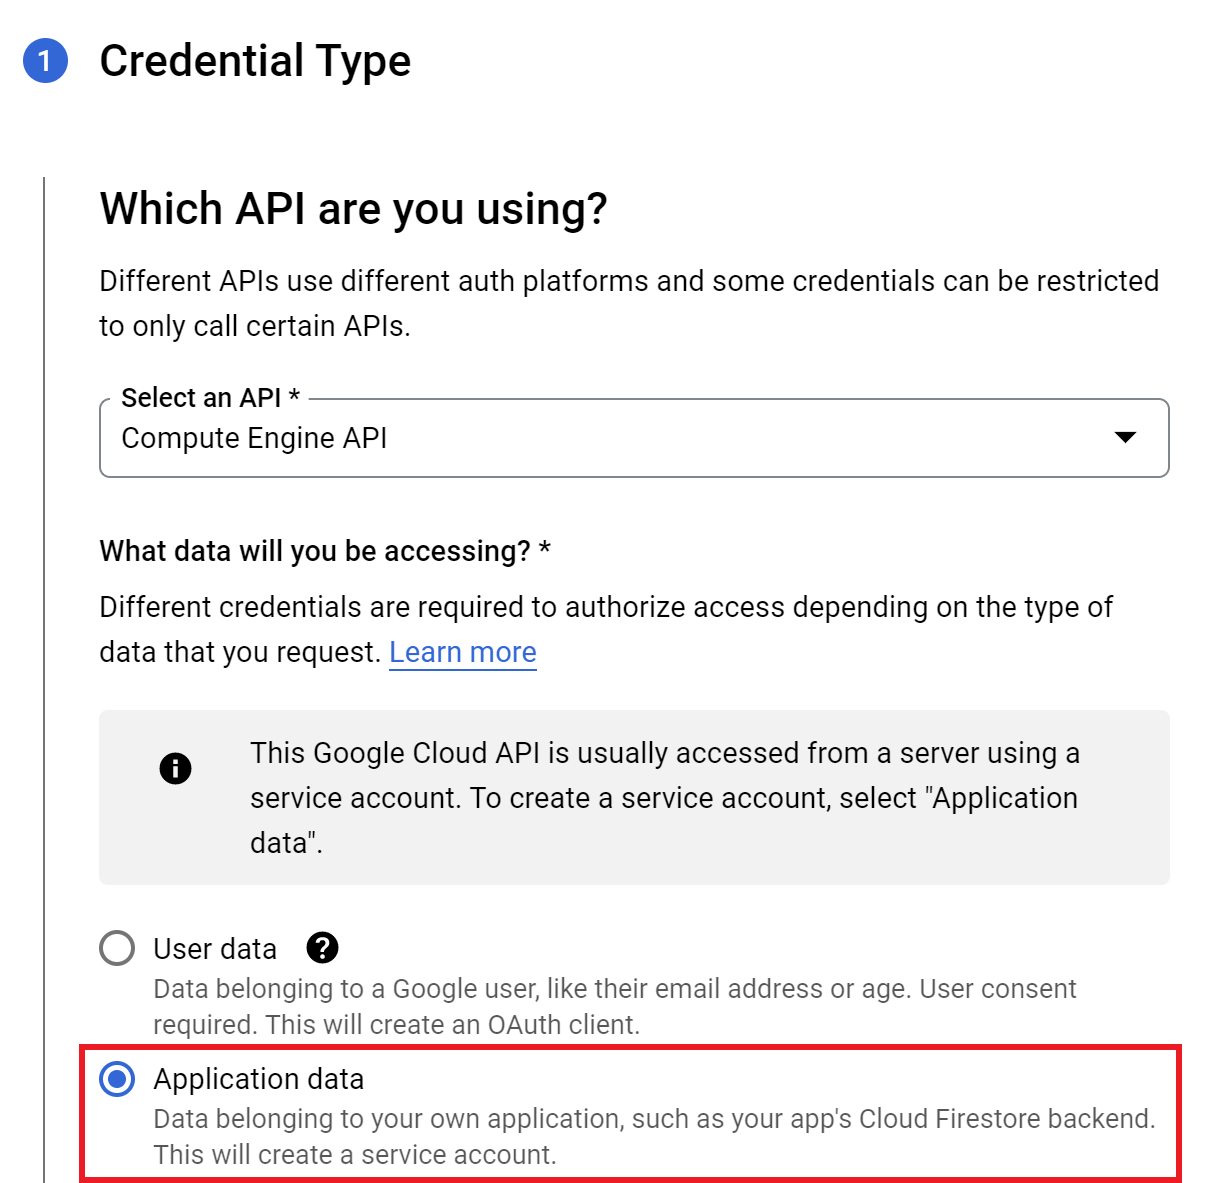 1 Credential Type
Which API are you using?
Different APIs use different auth platforms and some credentials can be restricted
to only call certain APIs.
Select an API *
Compute Engine API
What data will you be accessing? *
Different credentials are required to authorize access depending on the type of
data that you request. Learn more
This Google Cloud API is usually accessed from a server using a
service account. To create a service account, select "Application
data".
User data
Data belonging to a Google user, like their email address or age. User consent
required. This will create an OAuth client.
Application data
Data belonging to your own application, such as your app's Cloud Firestore backend.
This will create a service account.